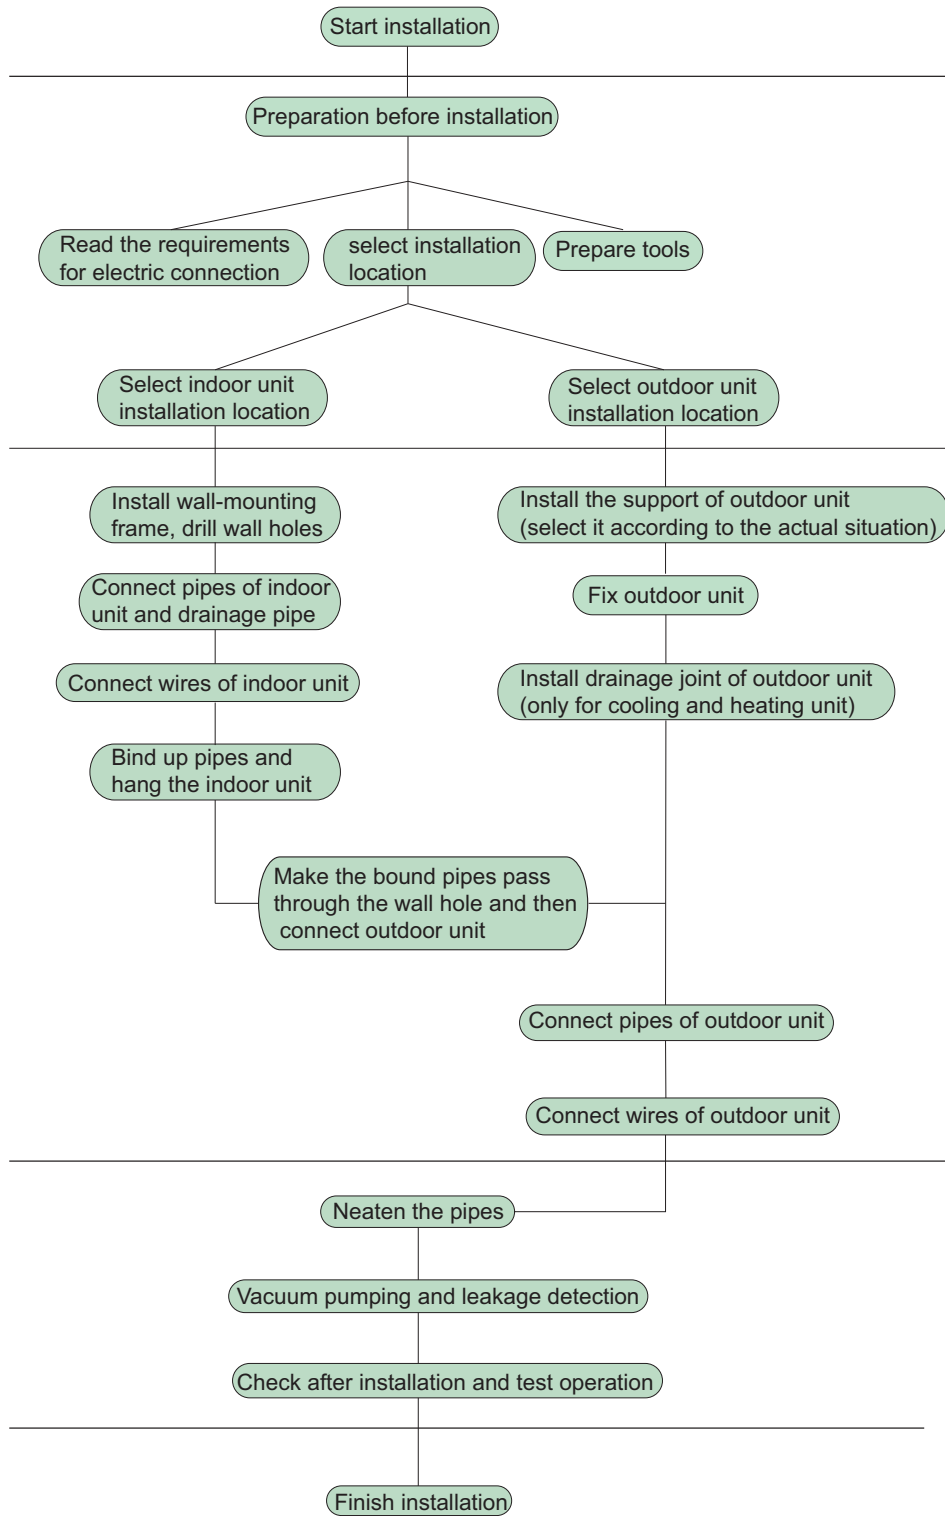 Start installation
Preparation before installation
Read the requirements
for electric connection
select installation
location
Prepare tools
Select indoor unit
installation location
Select outdoor unit
installation location
Install wall-mounting
frame, drill wall holes
Install the support of outdoor unit
(select it according to the actual situation)
Connect pipes of indoor
unit and drainage pipe
Fix outdoor unit
Connect wires of indoor unit
Install drainage joint of outdoor unit
(only for cooling and heating unit)
Bind up pipes and
hang the indoor unit
Make the bound pipes pass
through the wall hole and then
connect outdoor unit
Connect pipes of outdoor unit
Connect wires of outdoor unit
Neaten the pipes
Vacuum pumping and leakage detection
Check after installation and test operation
Finish installation